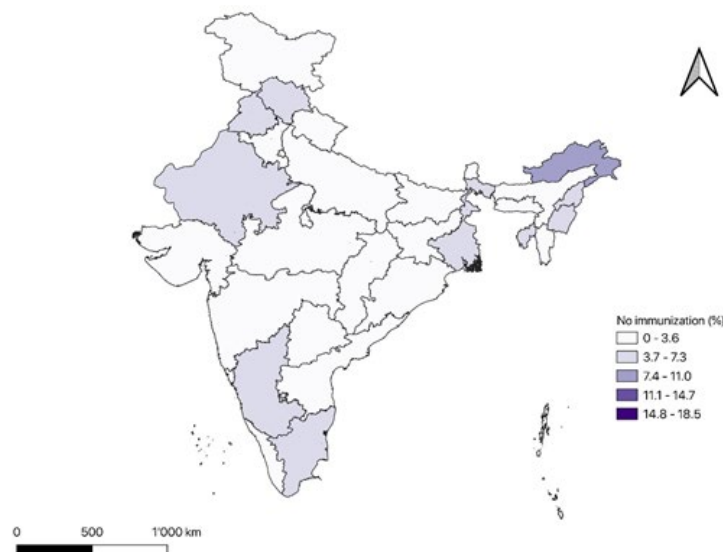 No immunization (%)
0 - 3.6
3.7 - 7.3
7.4 - 11.0
11.1 - 14.7
14.8 - 18.5
0 500 1'000 km